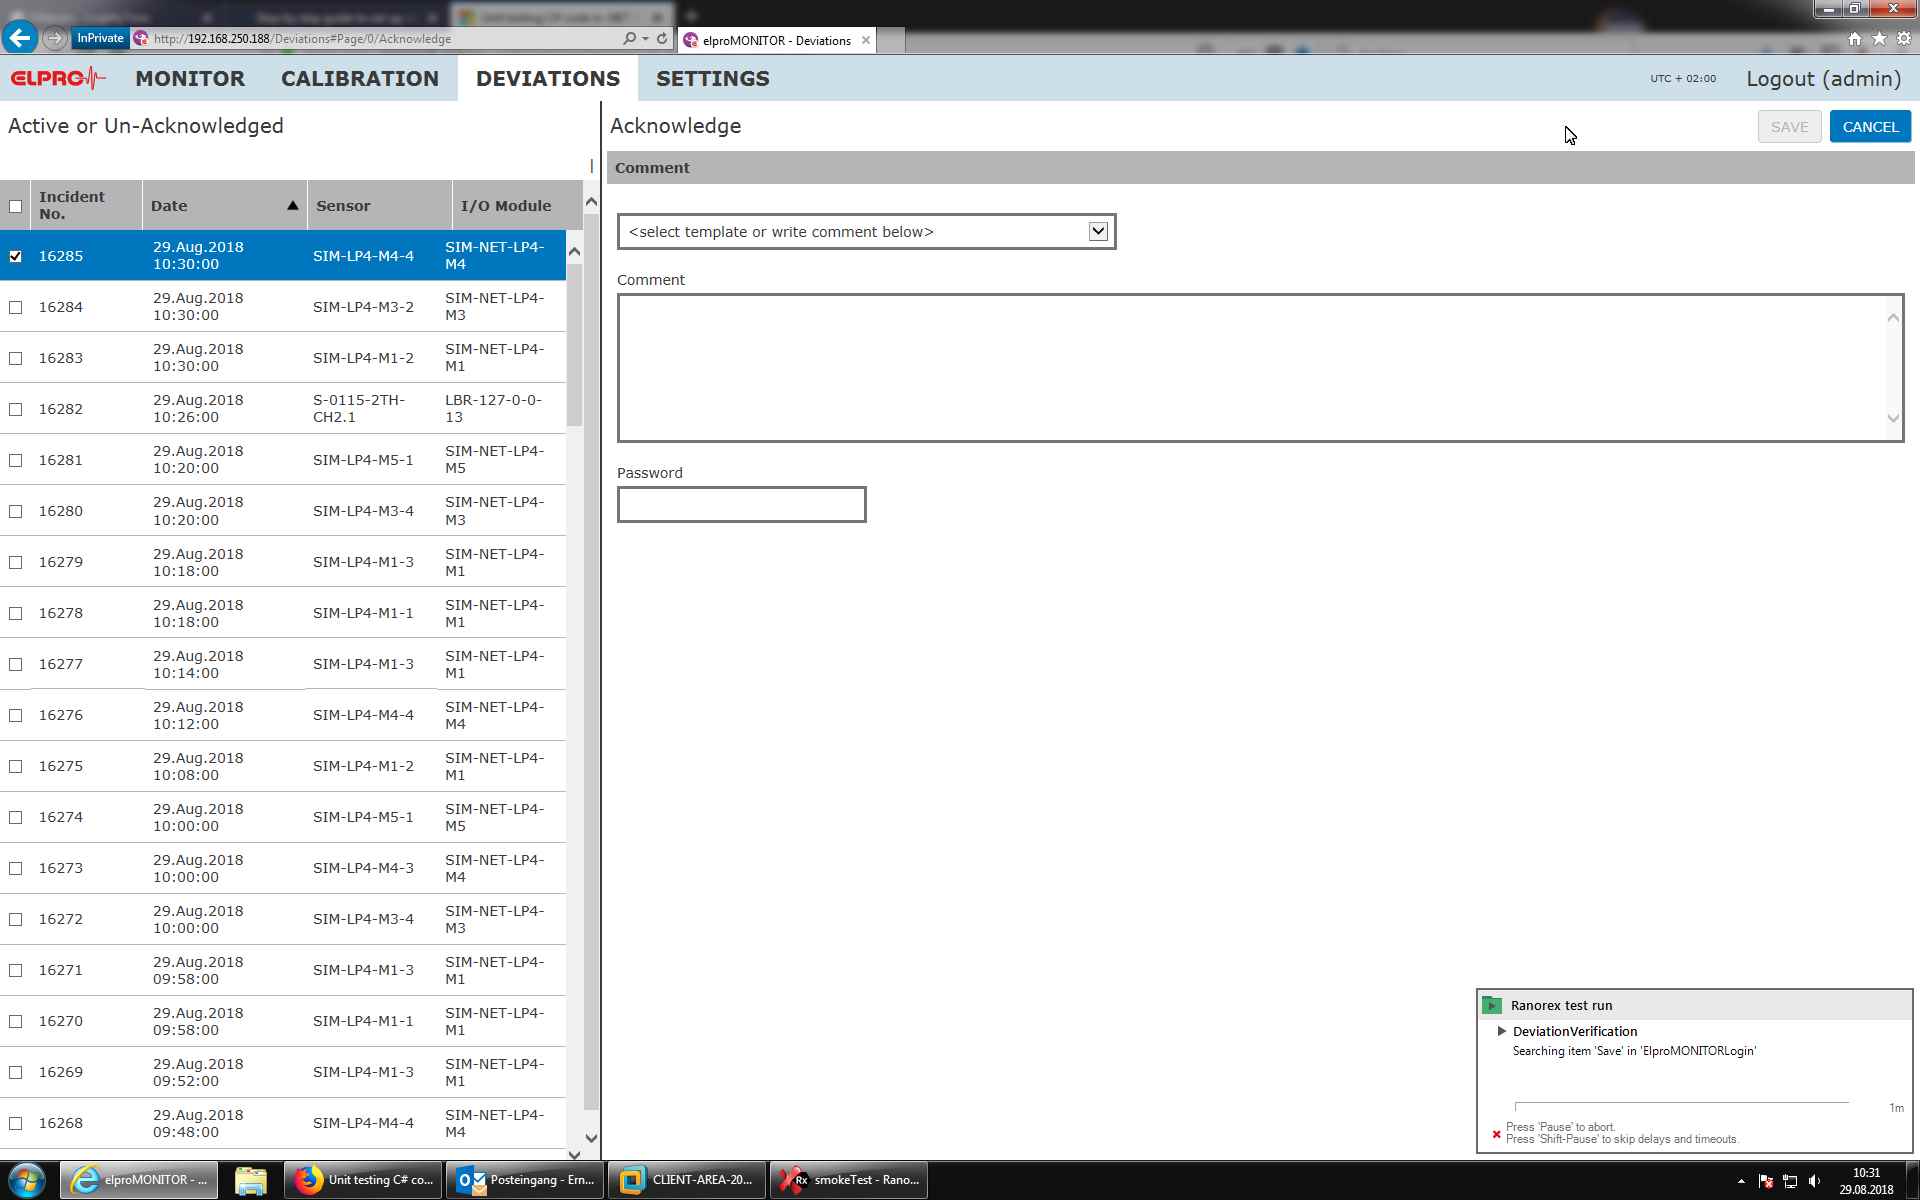 InPrivate
http://192.168.250.188/Deviations#Page/0/Acknowledge
elproMONITOR - Deviations
ELPRO
MONITOR
CALIBRATION
DEVIATIONS
SETTINGS
UTC + 02:00
Logout (admin)
Active or Un-Acknowledged
Incident No.
Date
Sensor
I/O Module
16285 29.Aug.2018 10:30:00 SIM-LP4-M4-4 SIM-NET-LP4-M4
16284 29.Aug.2018 10:30:00 SIM-LP4-M3-2 SIM-NET-LP4-M3
16283 29.Aug.2018 10:30:00 SIM-LP4-M1-2 SIM-NET-LP4-M1
16282 29.Aug.2018 10:26:00 S-0115-2TH-CH2.1 LBR-127-0-0-13
16281 29.Aug.2018 10:20:00 SIM-LP4-M5-1 SIM-NET-LP4-M5
16280 29.Aug.2018 10:20:00 SIM-LP4-M3-4 SIM-NET-LP4-M3
16279 29.Aug.2018 10:18:00 SIM-LP4-M1-3 SIM-NET-LP4-M1
16278 29.Aug.2018 10:18:00 SIM-LP4-M1-1 SIM-NET-LP4-M1
16277 29.Aug.2018 10:14:00 SIM-LP4-M1-3 SIM-NET-LP4-M1
16276 29.Aug.2018 10:12:00 SIM-LP4-M4-4 SIM-NET-LP4-M4
16275 29.Aug.2018 10:08:00 SIM-LP4-M1-2 SIM-NET-LP4-M1
16274 29.Aug.2018 10:00:00 SIM-LP4-M5-1 SIM-NET-LP4-M5
16273 29.Aug.2018 10:00:00 SIM-LP4-M4-3 SIM-NET-LP4-M4
16272 29.Aug.2018 10:00:00 SIM-LP4-M3-4 SIM-NET-LP4-M3
16271 29.Aug.2018 09:58:00 SIM-LP4-M1-3 SIM-NET-LP4-M1
16270 29.Aug.2018 09:58:00 SIM-LP4-M1-1 SIM-NET-LP4-M1
16269 29.Aug.2018 09:52:00 SIM-LP4-M1-3 SIM-NET-LP4-M1
16268 29.Aug.2018 09:48:00 SIM-LP4-M4-4 SIM-NET-LP4-M4
Acknowledge
SAVE
CANCEL
Comment
<select template or write comment below>
Comment
Password
Ranorex test run
DeviationVerification
Searching item 'Save' in 'ElproMONITORLogin'
1m
Press 'Pause' to abort.
Press 'Shift-Pause' to skip delays and timeouts.
elproMONITOR - ...
Unit testing C# co...
Posteingang - Ern...
CLIENT-AREA-20...
Rx
smokeTest - Rano...
10:31
29.08.2018